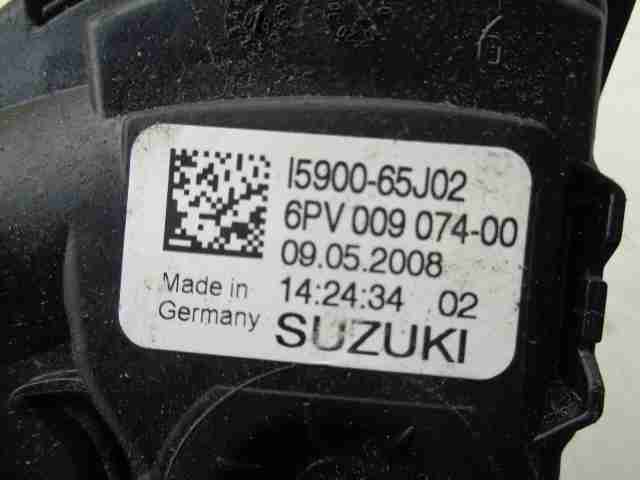 I5900-65J02
6PV 009 074-00
09.05.2008
Made in
Germany
14:24:34 02
SUZUKI